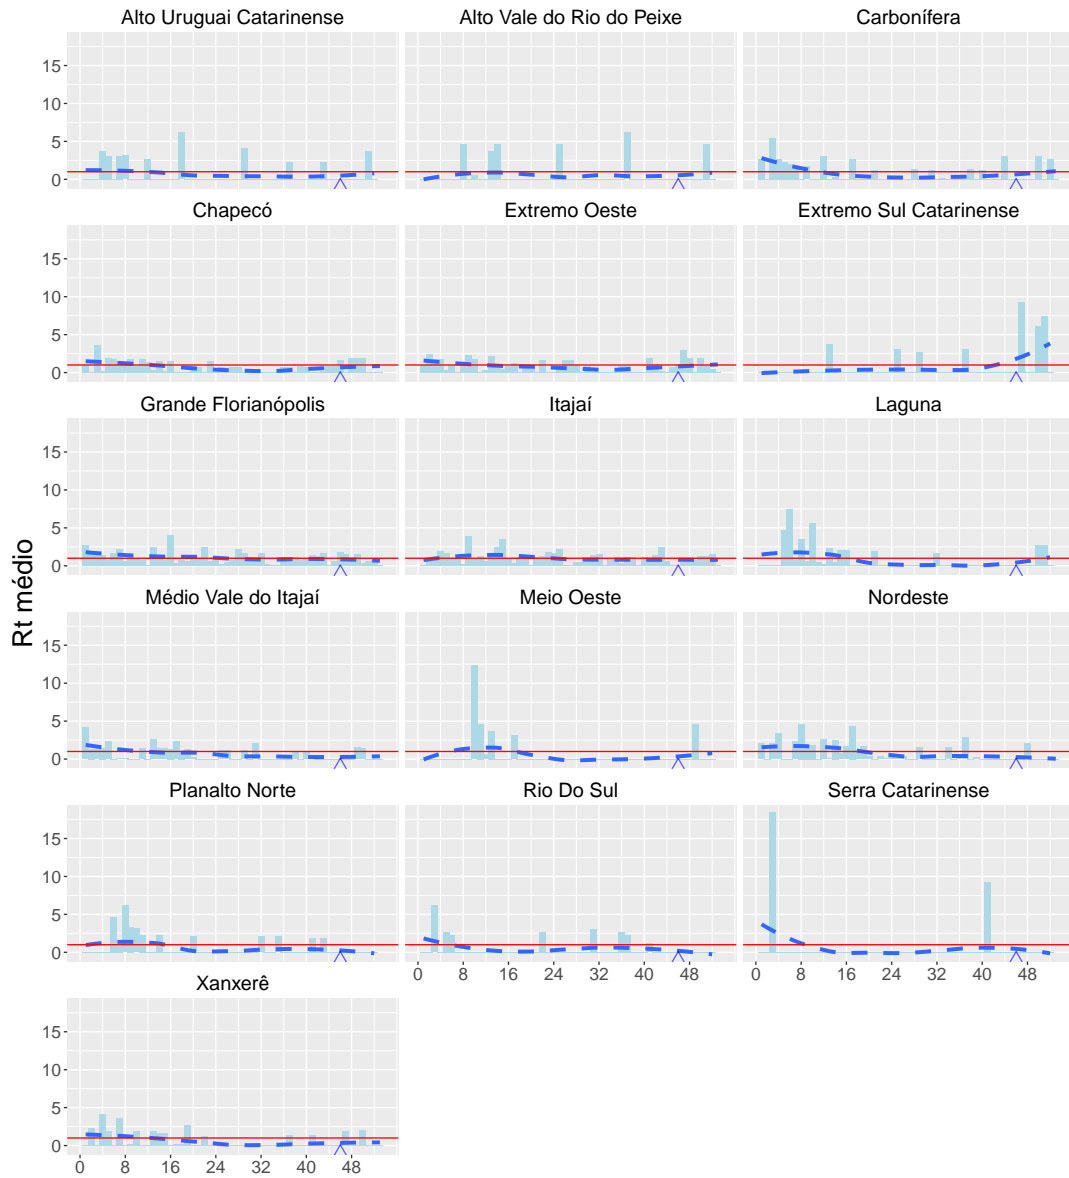 Alto Uruguai Catarinense Alto Vale do Rio do Peixe Carbonífera
15
10
5
0
Chapecó Extremo Oeste Extremo Sul Catarinense
15
10
5
0
Grande Florianópolis Itajaí Laguna
15
10
5
0
Rt médio
Médio Vale do Itajaí Meio Oeste Nordeste
15
10
5
0
Planalto Norte Rio Do Sul Serra Catarinense
15
10
5
0
0 8 16 24 32 40 48 0 8 16 24 32 40 48
Xanxerê
15
10
5
0
0 8 16 24 32 40 48